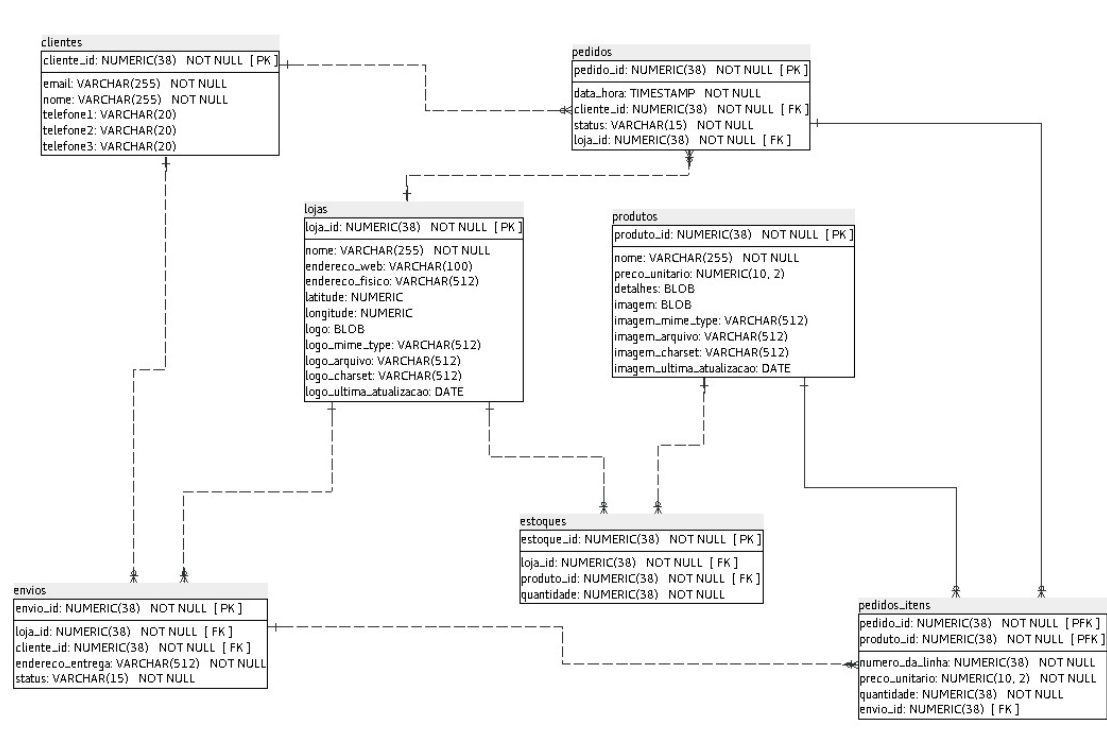 clientes
cliente_id: NUMERIC(38) NOT NULL [ PK ]
email: VARCHAR(255) NOT NULL
nome: VARCHAR(255) NOT NULL
telefone1: VARCHAR(20)
telefone2: VARCHAR(20)
telefone3: VARCHAR(20)
pedidos
pedido_id: NUMERIC(38) NOT NULL [ PK ]
data_hora: TIMESTAMP NOT NULL
cliente_id: NUMERIC(38) NOT NULL [ FK ]
status: VARCHAR(15) NOT NULL
loja_id: NUMERIC(38) NOT NULL [ FK ]
lojas
loja_id: NUMERIC(38) NOT NULL [ PK ]
nome: VARCHAR(255) NOT NULL
endereco_web: VARCHAR(100)
endereco_fisico: VARCHAR(512)
latitude: NUMERIC
longitude: NUMERIC
logo: BLOB
logo_mime_type: VARCHAR(512)
logo_arquivo: VARCHAR(512)
logo_charset: VARCHAR(512)
logo_ultima_atualizacao: DATE
produtos
produto_id: NUMERIC(38) NOT NULL [ PK ]
nome: VARCHAR(255) NOT NULL
preco_unitario: NUMERIC(10, 2)
detalhes: BLOB
imagem: BLOB
imagem_mime_type: VARCHAR(512)
imagem_arquivo: VARCHAR(512)
imagem_charset: VARCHAR(512)
imagem_ultima_atualizacao: DATE
estoques
estoque_id: NUMERIC(38) NOT NULL [ PK ]
loja_id: NUMERIC(38) NOT NULL [ FK ]
produto_id: NUMERIC(38) NOT NULL [ FK ]
quantidade: NUMERIC(38) NOT NULL
envios
envio_id: NUMERIC(38) NOT NULL [ PK ]
loja_id: NUMERIC(38) NOT NULL [ FK ]
cliente_id: NUMERIC(38) NOT NULL [ FK ]
endereco_entrega: VARCHAR(512) NOT NULL
status: VARCHAR(15) NOT NULL
pedidos_itens
pedido_id: NUMERIC(38) NOT NULL [ PFK ]
produto_id: NUMERIC(38) NOT NULL [ PFK ]
numero_da_linha: NUMERIC(38) NOT NULL
preco_unitario: NUMERIC(10, 2) NOT NULL
quantidade: NUMERIC(38) NOT NULL
envio_id: NUMERIC(38) [ FK ]